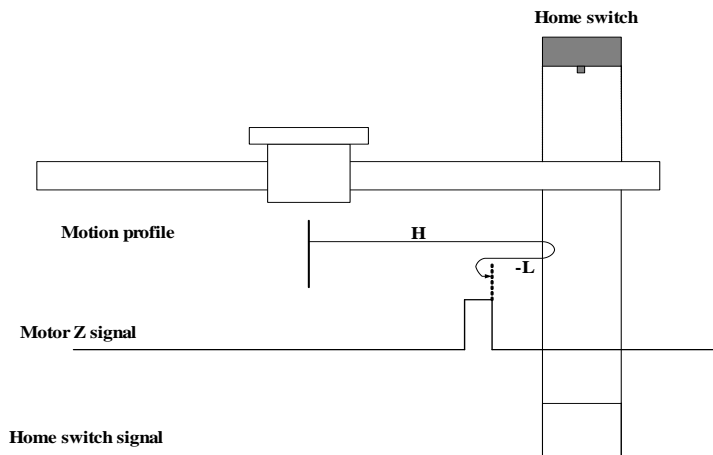 Home switch
Motion profile
H
-L
Motor Z signal
Home switch signal